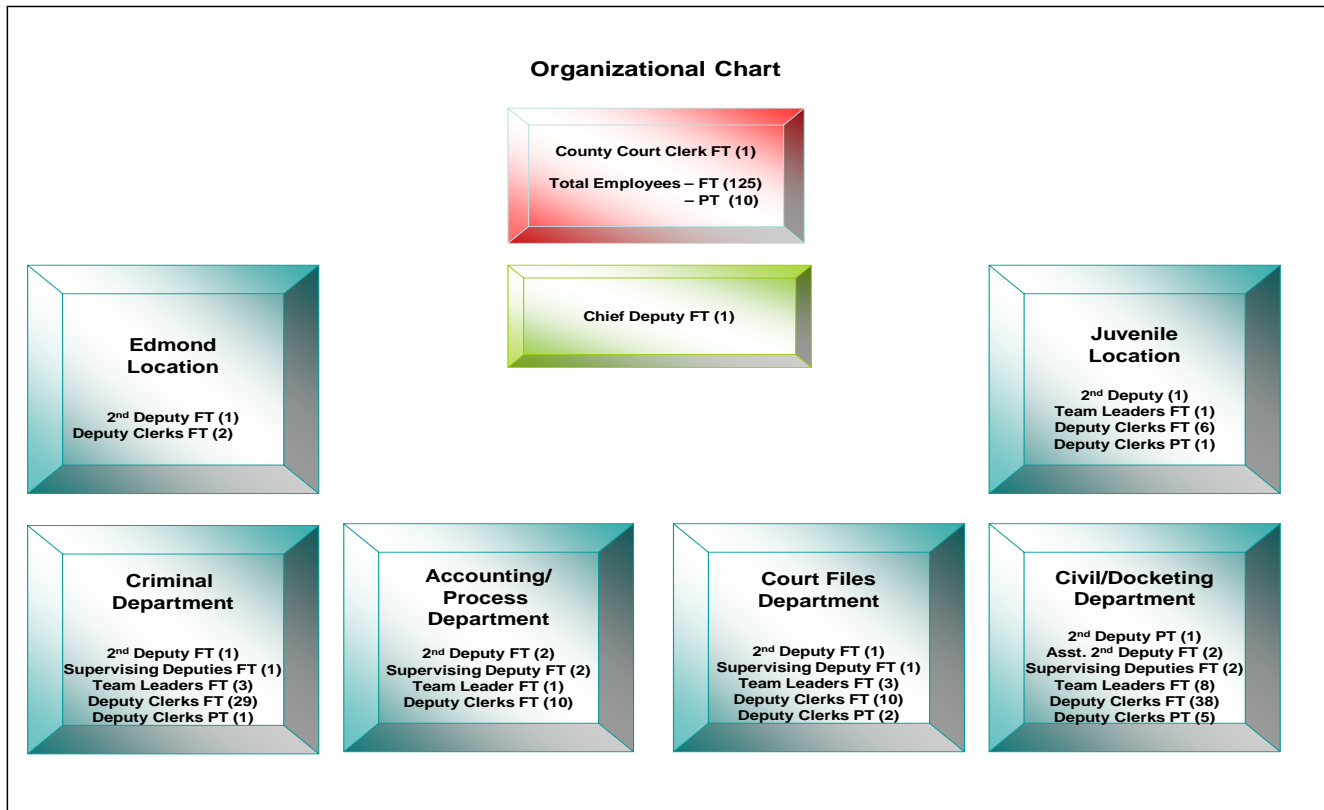 Organizational Chart
County Court Clerk FT (1)
Total Employees – FT (125)
– PT (10)
Chief Deputy FT (1)
Edmond
Location
2nd Deputy FT (1)
Deputy Clerks FT (2)
Juvenile
Location
2nd Deputy (1)
Team Leaders FT (1)
Deputy Clerks FT (6)
Deputy Clerks PT (1)
Criminal
Department
2nd Deputy FT (1)
Supervising Deputies FT (1)
Team Leaders FT (3)
Deputy Clerks FT (29)
Deputy Clerks PT (1)
Accounting/
Process
Department
2nd Deputy FT (2)
Supervising Deputy FT (2)
Team Leader FT (1)
Deputy Clerks FT (10)
Court Files
Department
2nd Deputy FT (1)
Supervising Deputy FT (1)
Team Leaders FT (3)
Deputy Clerks FT (10)
Deputy Clerks PT (2)
Civil/Docketing
Department
2nd Deputy PT (1)
Asst. 2nd Deputy FT (2)
Supervising Deputies FT (2)
Team Leaders FT (8)
Deputy Clerks FT (38)
Deputy Clerks PT (5)